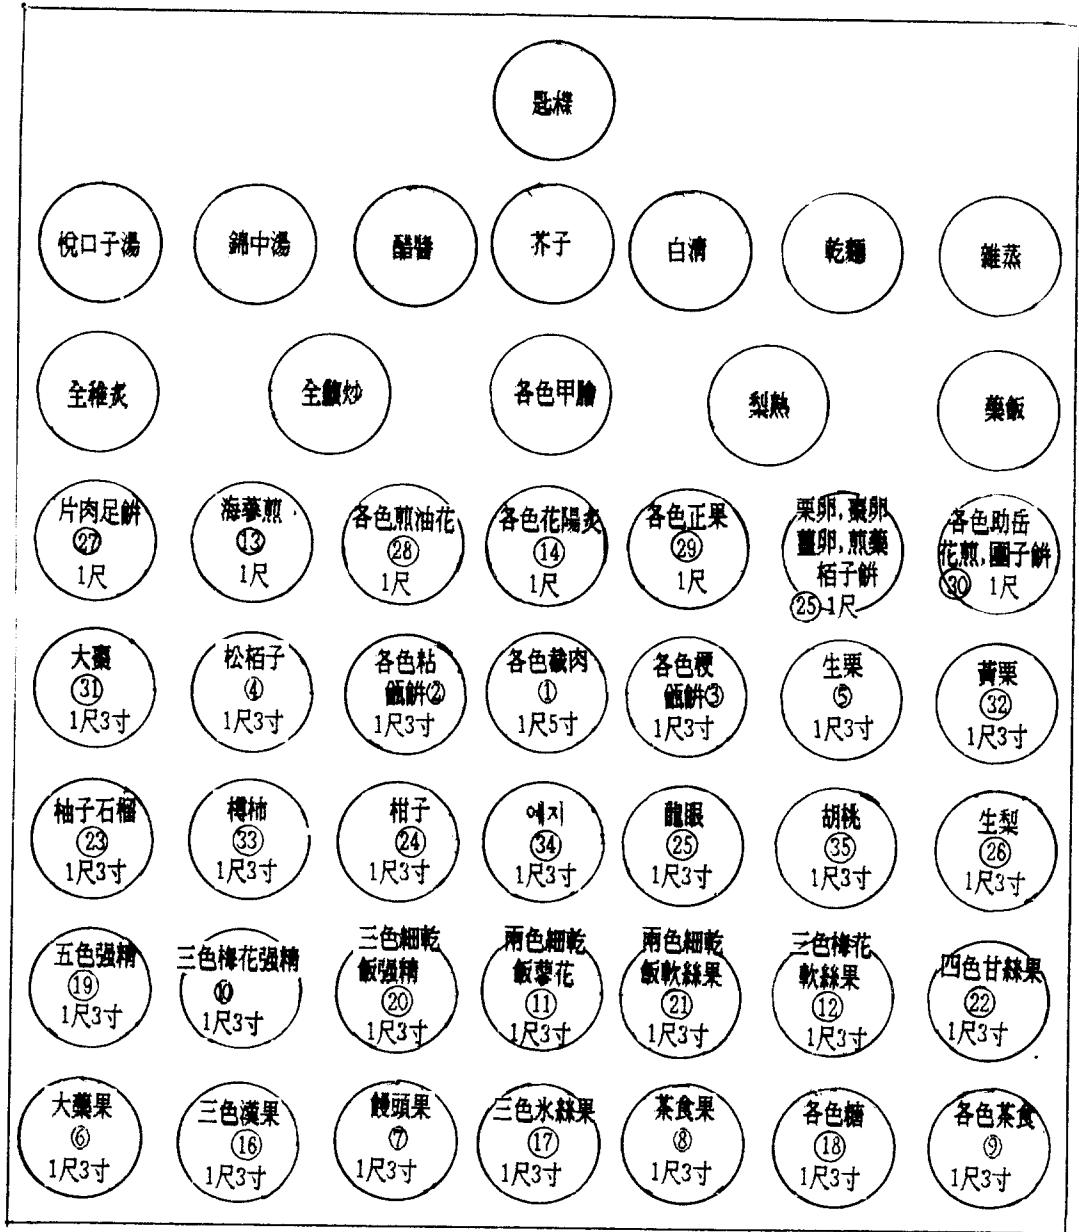 匙楪
悅口子湯
錦中湯
醋醬
芥子
白淸
乾麵
雜蒸
全雉炙
全鰒炒
各色甲膾
梨熟
藥飯
片肉足餠
㉗
1尺
海蔘煎
⑬
1尺
各色煎油花
㉘
1尺
各色花陽炙
⑭
1尺
各色正果
㉙
1尺
栗卵, 棗卵
薑卵, 煎藥
栢子餠
㉕ 1尺
各色助岳
花煎, 團子餠
㉚ 1尺
大棗
㉛
1尺3寸
松栢子
④
1尺3寸
各色粘
甑餠②
1尺3寸
各色截肉
①
1尺5寸
各色梗
甑餠③
1尺3寸
生栗
⑤
1尺3寸
黃栗
㉜
1尺3寸
柚子石榴
㉓
1尺3寸
樽柿
㉝
1尺3寸
柑子
㉔
1尺3寸
예지
㉞
1尺3寸
龍眼
㉕
1尺3寸
胡桃
㉟
1尺3寸
生梨
㉖
1尺3寸
五色强精
⑲
1尺3寸
三色梅花强精
⑩
1尺3寸
三色細乾
飯强精
⑳
1尺3寸
兩色細乾
飯蓼花
⑪
1尺3寸
兩色細乾
飯軟絲果
㉑
1尺3寸
三色梅花
軟絲果
⑫
1尺3寸
四色甘絲果
㉒
1尺3寸
大藥果
⑥
1尺3寸
三色漢果
⑯
1尺3寸
饅頭果
⑦
1尺3寸
三色氷絲果
⑰
1尺3寸
茶食果
⑧
1尺3寸
各色糖
⑱
1尺3寸
各色茶食
⑨
1尺3寸